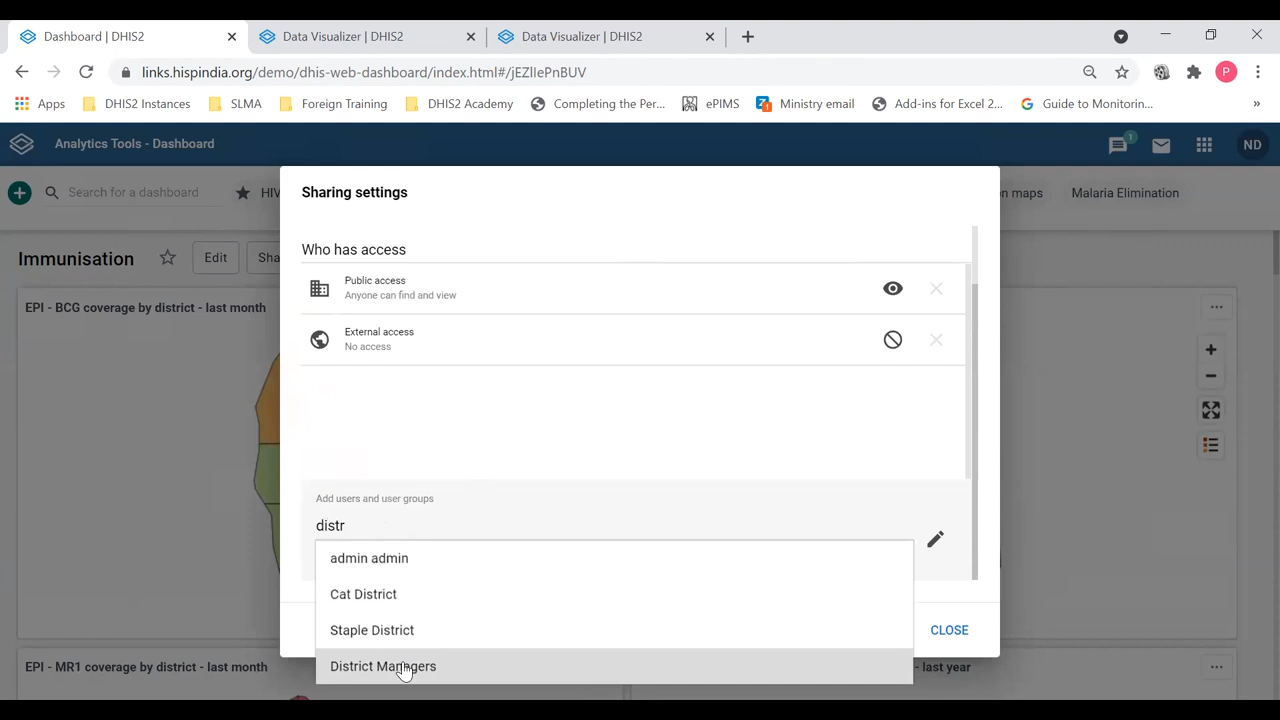 Dashboard | DHIS2
Data Visualizer | DHIS2
Data Visualizer | DHIS2
links.hispindia.org/demo/dhis-web-dashboard/index.html#/jEZIIePnBUV
P
Apps
DHIS2 Instances
SLMA
Foreign Training
DHIS2 Academy
Completing the Per...
ePIMS
Ministry email
Add-ins for Excel 2...
Guide to Monitorin...
Analytics Tools - Dashboard
1
ND
Search for a dashboard
HIV
n maps
Malaria Elimination
Sharing settings
Immunisation
Edit
Sha
Who has access
Public access
Anyone can find and view
EPI - BCG coverage by district - last month
External access
No access
Add users and user groups
distr
admin admin
Cat District
Staple District
CLOSE
District Managers
EPI - MR1 coverage by district - last month
- last year